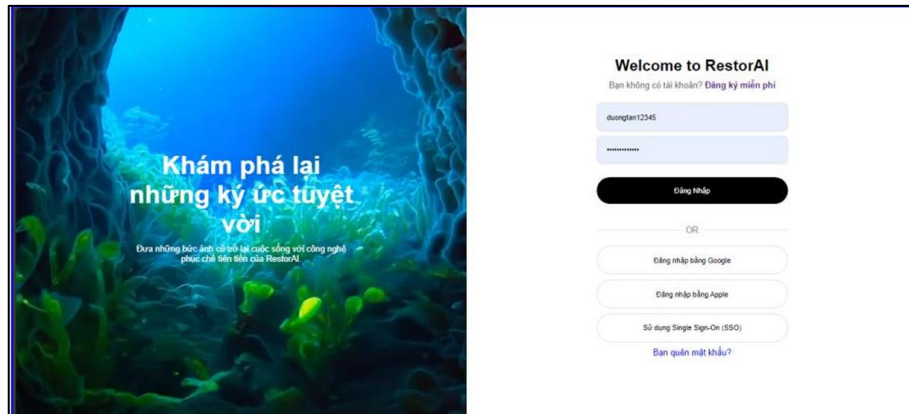 Khám phá lại
những ký ức tuyệt
vời
Đưa những bức ảnh cũ trở lại cuộc sống với công nghệ
phục chế tiên tiến của RestorAI.
Welcome to RestorAI
Bạn không có tài khoản? Đăng ký miễn phí
duongtan12345
•••••••••••••
Đăng Nhập
OR
Đăng nhập bằng Google
Đăng nhập bằng Apple
Sử dụng Single Sign-On (SSO)
Bạn quên mật khẩu?